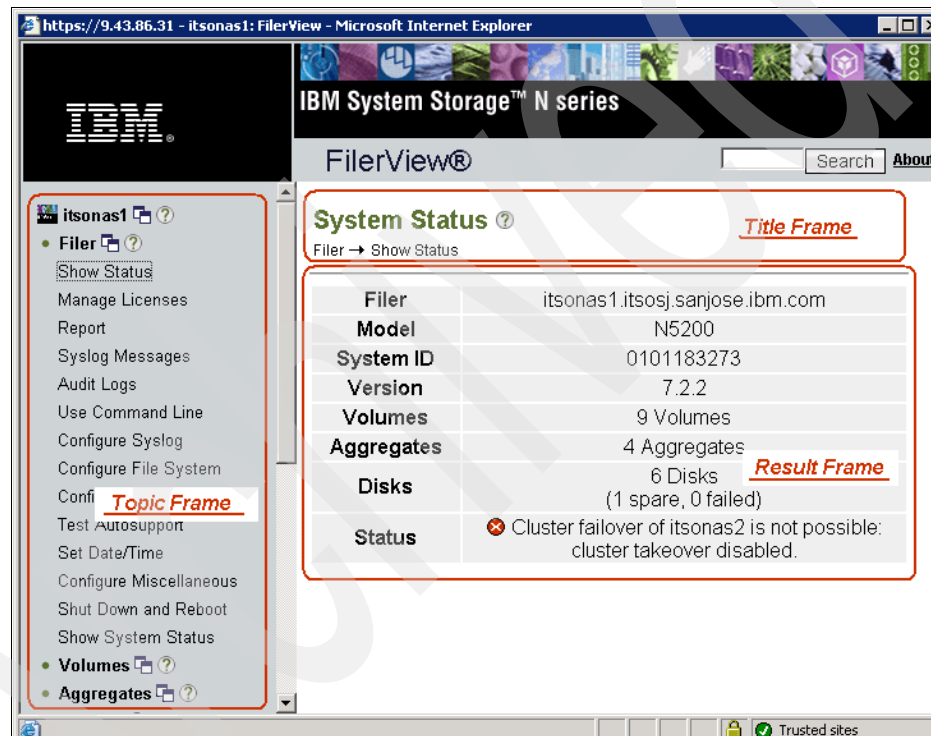 https://9.43.86.31 - itsonas1: FilerView - Microsoft Internet Explorer
IBM
IBM System Storage™ N series
FilerView®
Search
About
itsonas1
Filer
Show Status
Manage Licenses
Report
Syslog Messages
Audit Logs
Use Command Line
Configure Syslog
Configure File System
Confi
Topic Frame
Test Autosupport
Set Date/Time
Configure Miscellaneous
Shut Down and Reboot
Show System Status
Volumes
Aggregates
System Status
Title Frame
Filer → Show Status
Filer itsonas1.itsosj.sanjose.ibm.com
Model N5200
System ID 0101183273
Version 7.2.2
Volumes 9 Volumes
Aggregates 4 Aggregates
Result Frame
Disks 6 Disks
(1 spare, 0 failed)
Status Cluster failover of itsonas2 is not possible:
cluster takeover disabled.
Trusted sites